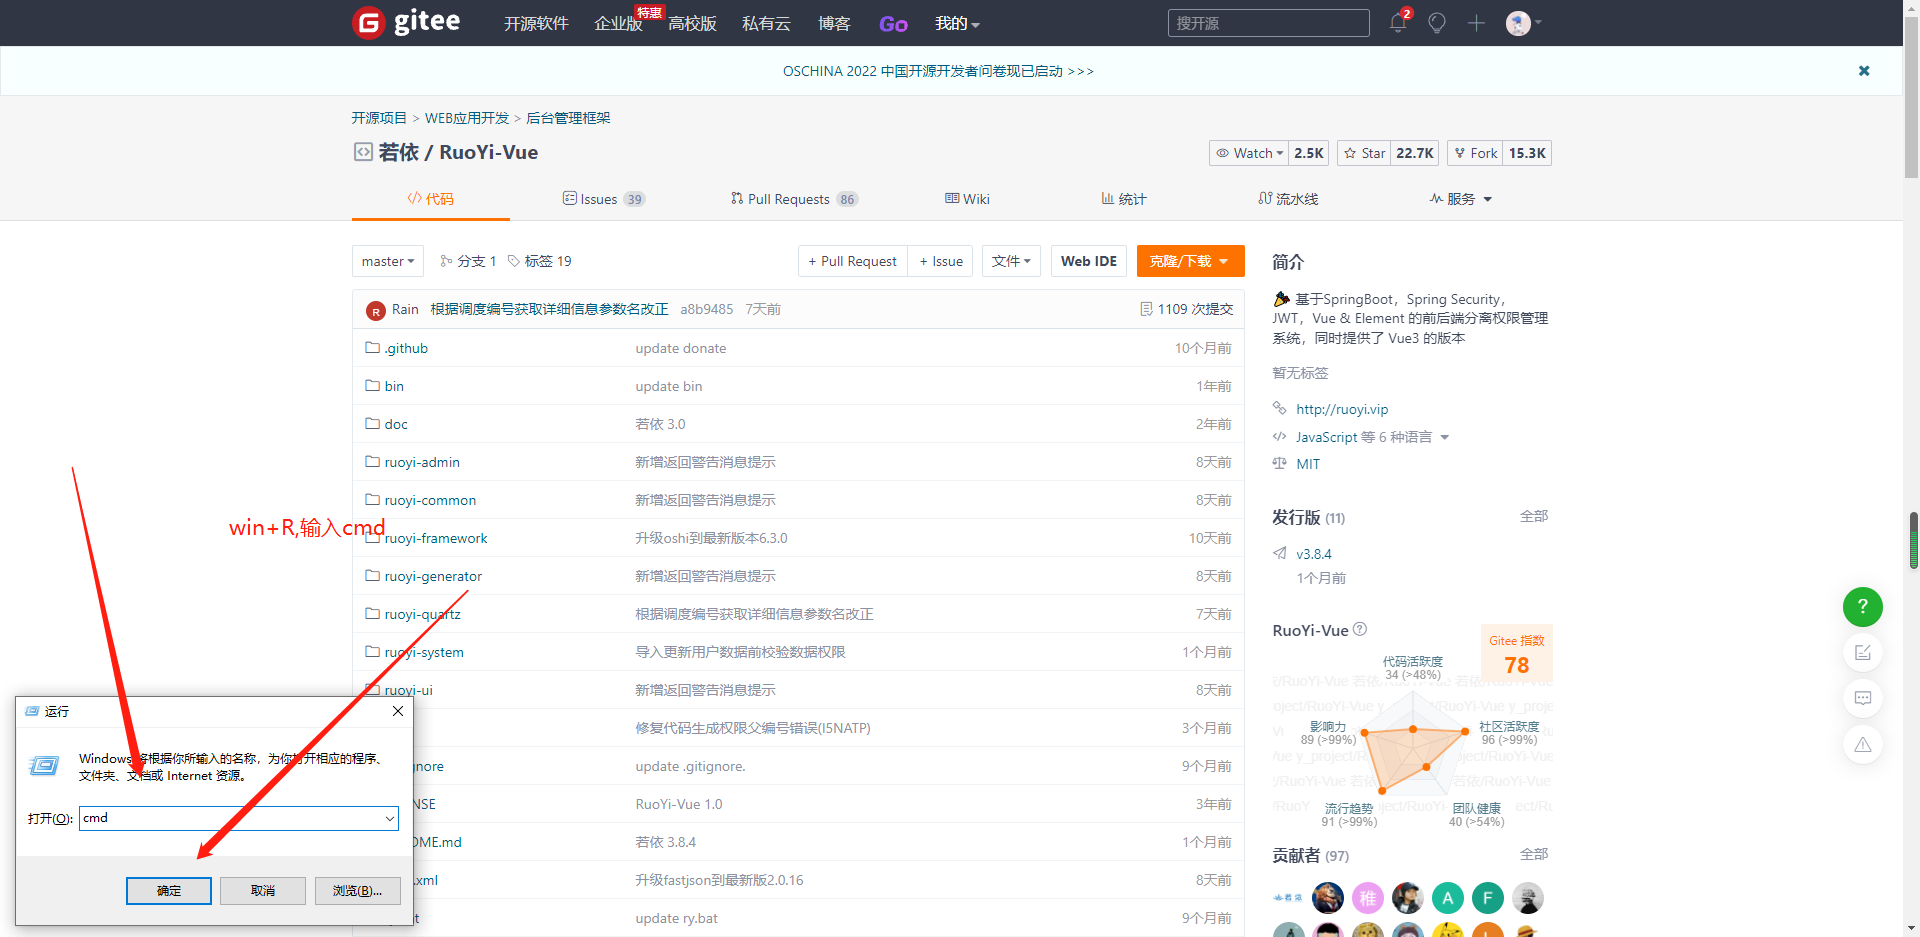 gitee
开源软件 企业版 特惠 高校版 私有云 博客 Go 我的
搜开源
2
OSCHINA 2022 中国开源开发者问卷现已启动 >>>
开源项目 > WEB应用开发 > 后台管理框架
若依 / RuoYi-Vue
Watch 2.5K
Star 22.7K
Fork 15.3K
代码
Issues 39
Pull Requests 86
Wiki
统计
流水线
服务
master
分支 1
标签 19
+ Pull Request
+ Issue
文件
Web IDE
克隆/下载
R Rain 根据调度编号获取详细信息参数名改正 a8b9485 7天前 1109 次提交
.github update donate 10个月前
bin update bin 1年前
doc 若依 3.0 2年前
ruoyi-admin 新增返回警告消息提示 8天前
ruoyi-common 新增返回警告消息提示 8天前
win+R,输入cmd
ruoyi-framework 升级oshi到最新版本6.3.0 10天前
ruoyi-generator 新增返回警告消息提示 8天前
ruoyi-quartz 根据调度编号获取详细信息参数名改正 7天前
ruoyi-system 导入更新用户数据前校验数据权限 1个月前
ruoyi-ui 新增返回警告消息提示 8天前
修复代码生成权限父编号错误(I5NATP) 3个月前
nore update .gitignore. 9个月前
NSE RuoYi-Vue 1.0 3年前
OME.md 若依 3.8.4 1个月前
.xml 升级fastjson到最新版2.0.16 8天前
t update ry.bat 9个月前
运行
Windows 将根据你所输入的名称，为你打开相应的程序、
文件夹、文档或 Internet 资源。
打开(O): cmd
确定 取消 浏览(B)...
简介
基于SpringBoot，Spring Security，
JWT，Vue & Element 的前后端分离权限管理
系统，同时提供了 Vue3 的版本
暂无标签
http://ruoyi.vip
JavaScript 等 6 种语言
MIT
发行版 (11) 全部
v3.8.4
1个月前
RuoYi-Vue
Gitee 指数
78
代码活跃度
34 (>48%)
影响力
89 (>99%)
社区活跃度
96 (>99%)
流行趋势
91 (>99%)
团队健康
40 (>54%)
贡献者 (97) 全部
稚 A F
?